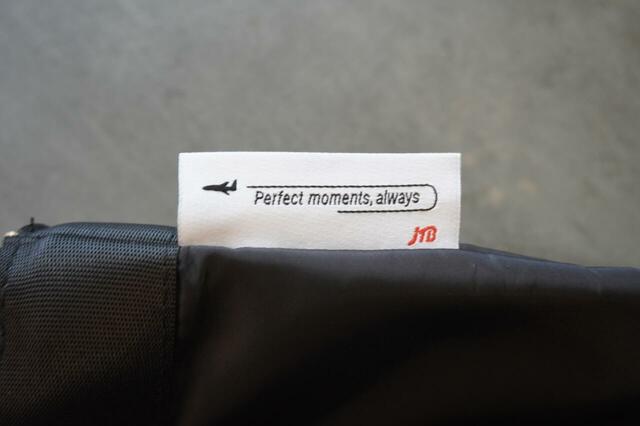 Perfect moments, always
JTB